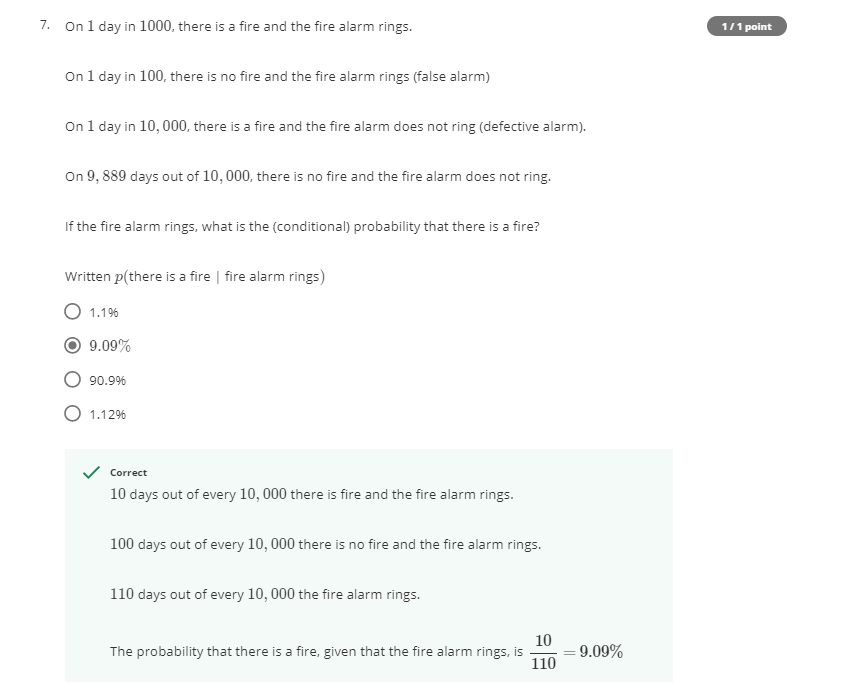 7. On 1 day in 1000, there is a fire and the fire alarm rings.
1 / 1 point
On 1 day in 100, there is no fire and the fire alarm rings (false alarm)
On 1 day in 10, 000, there is a fire and the fire alarm does not ring (defective alarm).
On 9, 889 days out of 10, 000, there is no fire and the fire alarm does not ring.
If the fire alarm rings, what is the (conditional) probability that there is a fire?
Written p(there is a fire | fire alarm rings)
1.1%
9.09%
90.9%
1.12%
Correct
10 days out of every 10, 000 there is fire and the fire alarm rings.
100 days out of every 10, 000 there is no fire and the fire alarm rings.
110 days out of every 10, 000 the fire alarm rings.
The probability that there is a fire, given that the fire alarm rings, is 10/110 = 9.09%